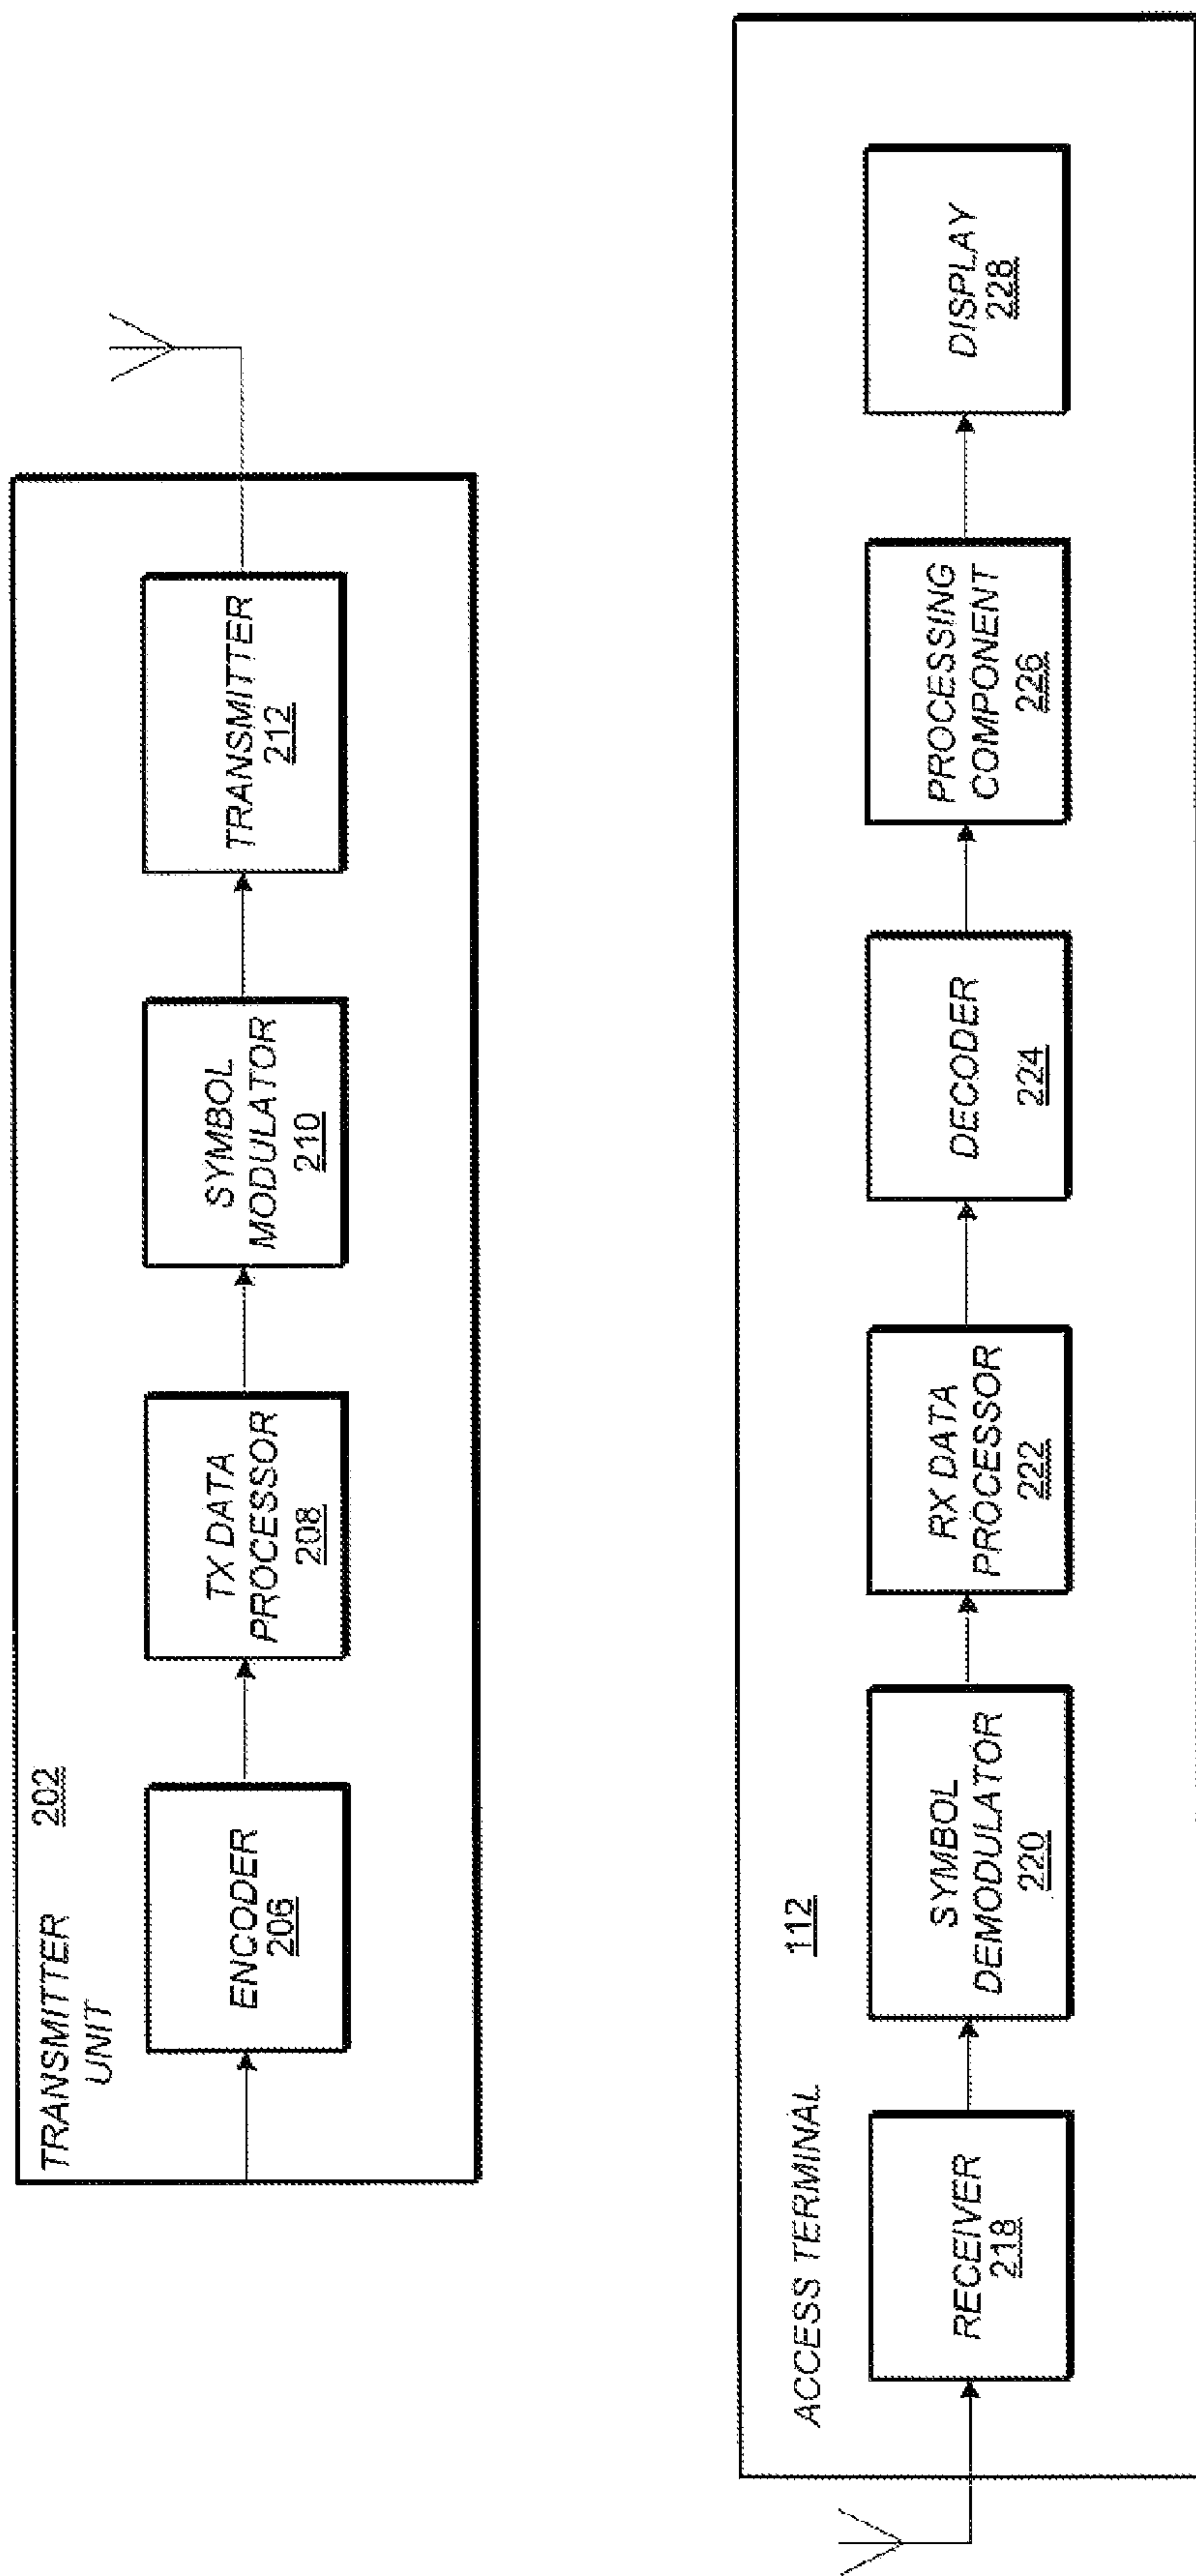 TRANSMITTER
UNIT
202
ENCODER
206
TX DATA
PROCESSOR
208
SYMBOL
MODULATOR
210
TRANSMITTER
212
ACCESS TERMINAL
112
RECEIVER
218
SYMBOL
DEMODULATOR
220
RX DATA
PROCESSOR
222
DECODER
224
PROCESSING
COMPONENT
226
DISPLAY
228